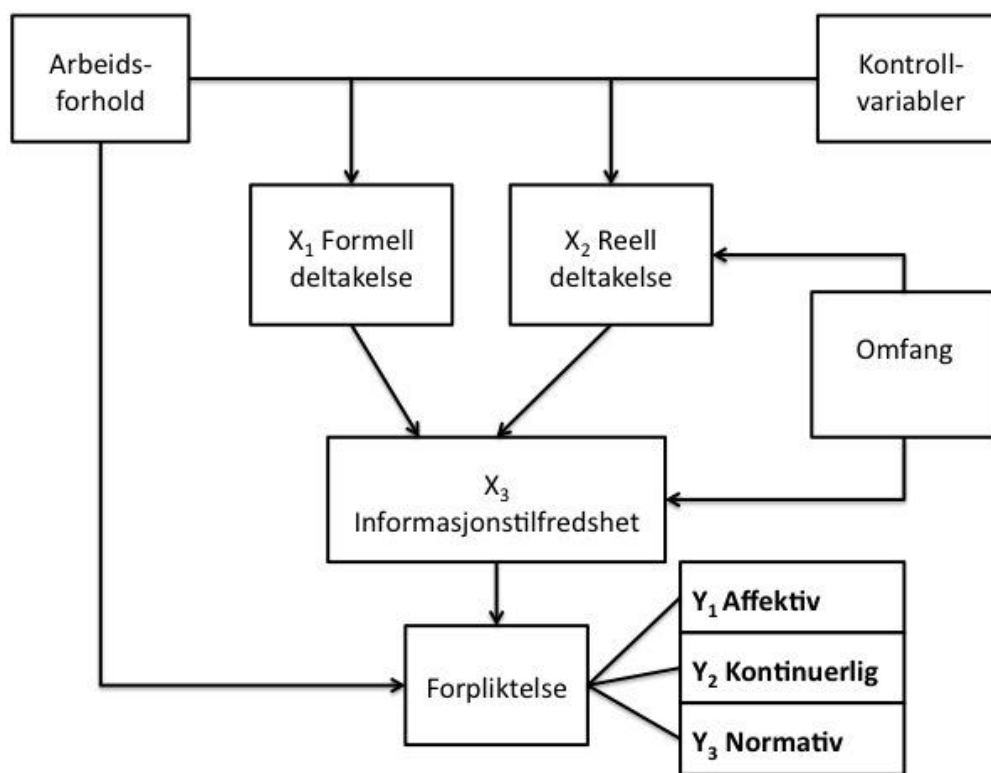 Arbeids-
forhold
Kontroll-
variabler
X₁ Formell
deltakelse
X₂ Reell
deltakelse
Omfang
X₃
Informasjonstilfredshet
Forpliktelse
Y₁ Affektiv
Y₂ Kontinuerlig
Y₃ Normativ